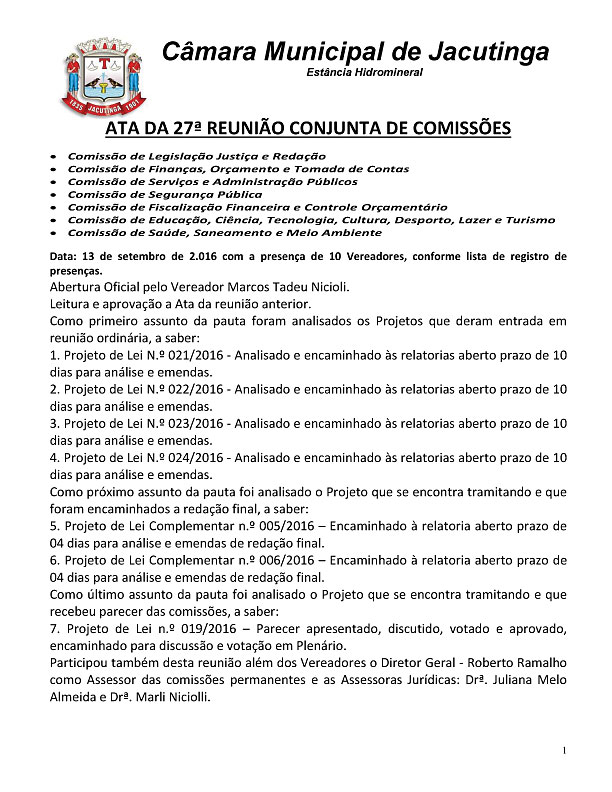 Câmara Municipal de Jacutinga
Estância Hidromineral
T
1835 JACUTINGA 1901
ATA DA 27ª REUNIÃO CONJUNTA DE COMISSÕES
• Comissão de Legislação Justiça e Redação
• Comissão de Finanças, Orçamento e Tomada de Contas
• Comissão de Serviços e Administração Públicos
• Comissão de Segurança Pública
• Comissão de Fiscalização Financeira e Controle Orçamentário
• Comissão de Educação, Ciência, Tecnologia, Cultura, Desporto, Lazer e Turismo
• Comissão de Saúde, Saneamento e Meio Ambiente
Data: 13 de setembro de 2.016 com a presença de 10 Vereadores, conforme lista de registro de
presenças.
Abertura Oficial pelo Vereador Marcos Tadeu Nicioli.
Leitura e aprovação a Ata da reunião anterior.
Como primeiro assunto da pauta foram analisados os Projetos que deram entrada em
reunião ordinária, a saber:
1. Projeto de Lei N.º 021/2016 - Analisado e encaminhado às relatorias aberto prazo de 10
dias para análise e emendas.
2. Projeto de Lei N.º 022/2016 - Analisado e encaminhado às relatorias aberto prazo de 10
dias para análise e emendas.
3. Projeto de Lei N.º 023/2016 - Analisado e encaminhado às relatorias aberto prazo de 10
dias para análise e emendas.
4. Projeto de Lei N.º 024/2016 - Analisado e encaminhado às relatorias aberto prazo de 10
dias para análise e emendas.
Como próximo assunto da pauta foi analisado o Projeto que se encontra tramitando e que
foram encaminhados a redação final, a saber:
5. Projeto de Lei Complementar n.º 005/2016 – Encaminhado à relatoria aberto prazo de
04 dias para análise e emendas de redação final.
6. Projeto de Lei Complementar n.º 006/2016 – Encaminhado à relatoria aberto prazo de
04 dias para análise e emendas de redação final.
Como último assunto da pauta foi analisado o Projeto que se encontra tramitando e que
recebeu parecer das comissões, a saber:
7. Projeto de Lei n.º 019/2016 – Parecer apresentado, discutido, votado e aprovado,
encaminhado para discussão e votação em Plenário.
Participou também desta reunião além dos Vereadores o Diretor Geral - Roberto Ramalho
como Assessor das comissões permanentes e as Assessoras Jurídicas: Drª. Juliana Melo
Almeida e Drª. Marli Niciolli.
1